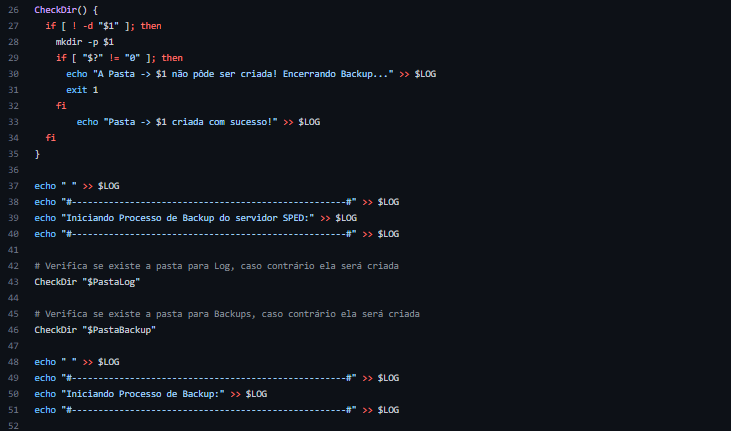 26 CheckDir() {
27   if [ ! -d "$1" ]; then
28     mkdir -p $1
29     if [ "$?" != "0" ]; then
30       echo "A Pasta -> $1 não pôde ser criada! Encerrando Backup..." >> $LOG
31       exit 1
32     fi
33         echo "Pasta -> $1 criada com sucesso!" >> $LOG
34   fi
35 }
36
37 echo " " >> $LOG
38 echo "#----------------------------------------------------#" >> $LOG
39 echo "Iniciando Processo de Backup do servidor SPED:" >> $LOG
40 echo "#----------------------------------------------------#" >> $LOG
41
42 # Verifica se existe a pasta para Log, caso contrário ela será criada
43 CheckDir "$PastaLog"
44
45 # Verifica se existe a pasta para Backups, caso contrário ela será criada
46 CheckDir "$PastaBackup"
47
48 echo " " >> $LOG
49 echo "#----------------------------------------------------#" >> $LOG
50 echo "Iniciando Processo de Backup:" >> $LOG
51 echo "#----------------------------------------------------#" >> $LOG
52